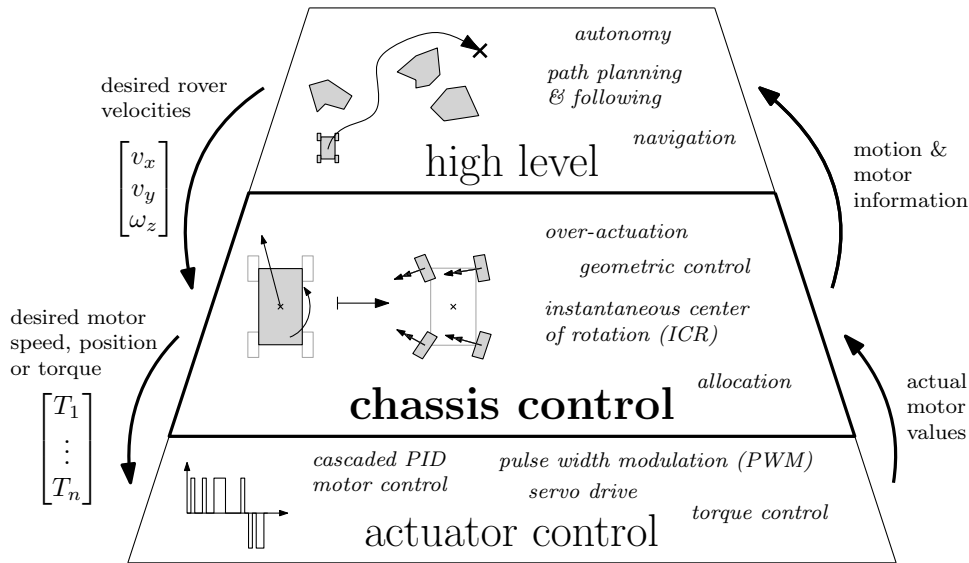 autonomy
path planning
& following
navigation
high level
desired rover
velocities
v_x
v_y
ω_z
motion &
motor
information
over-actuation
geometric control
instantaneous center
of rotation (ICR)
allocation
chassis control
desired motor
speed, position
or torque
T_1
⋮
T_n
actual
motor
values
cascaded PID
motor control
pulse width modulation (PWM)
servo drive
torque control
actuator control